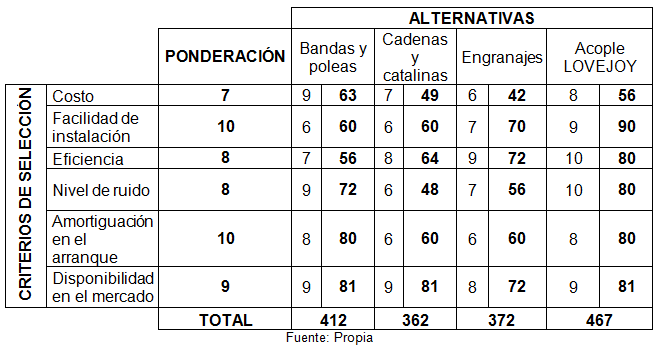 ALTERNATIVAS
PONDERACIÓN Bandas y poleas Cadenas y catalinas Engranajes Acople LOVEJOY
CRITERIOS DE SELECCIÓN
Costo 7 9 63 7 49 6 42 8 56
Facilidad de instalación 10 6 60 6 60 7 70 9 90
Eficiencia 8 7 56 8 64 9 72 10 80
Nivel de ruido 8 9 72 6 48 7 56 10 80
Amortiguación en el arranque 10 8 80 6 60 6 60 8 80
Disponibilidad en el mercado 9 9 81 9 81 8 72 9 81
TOTAL 412 362 372 467
Fuente: Propia